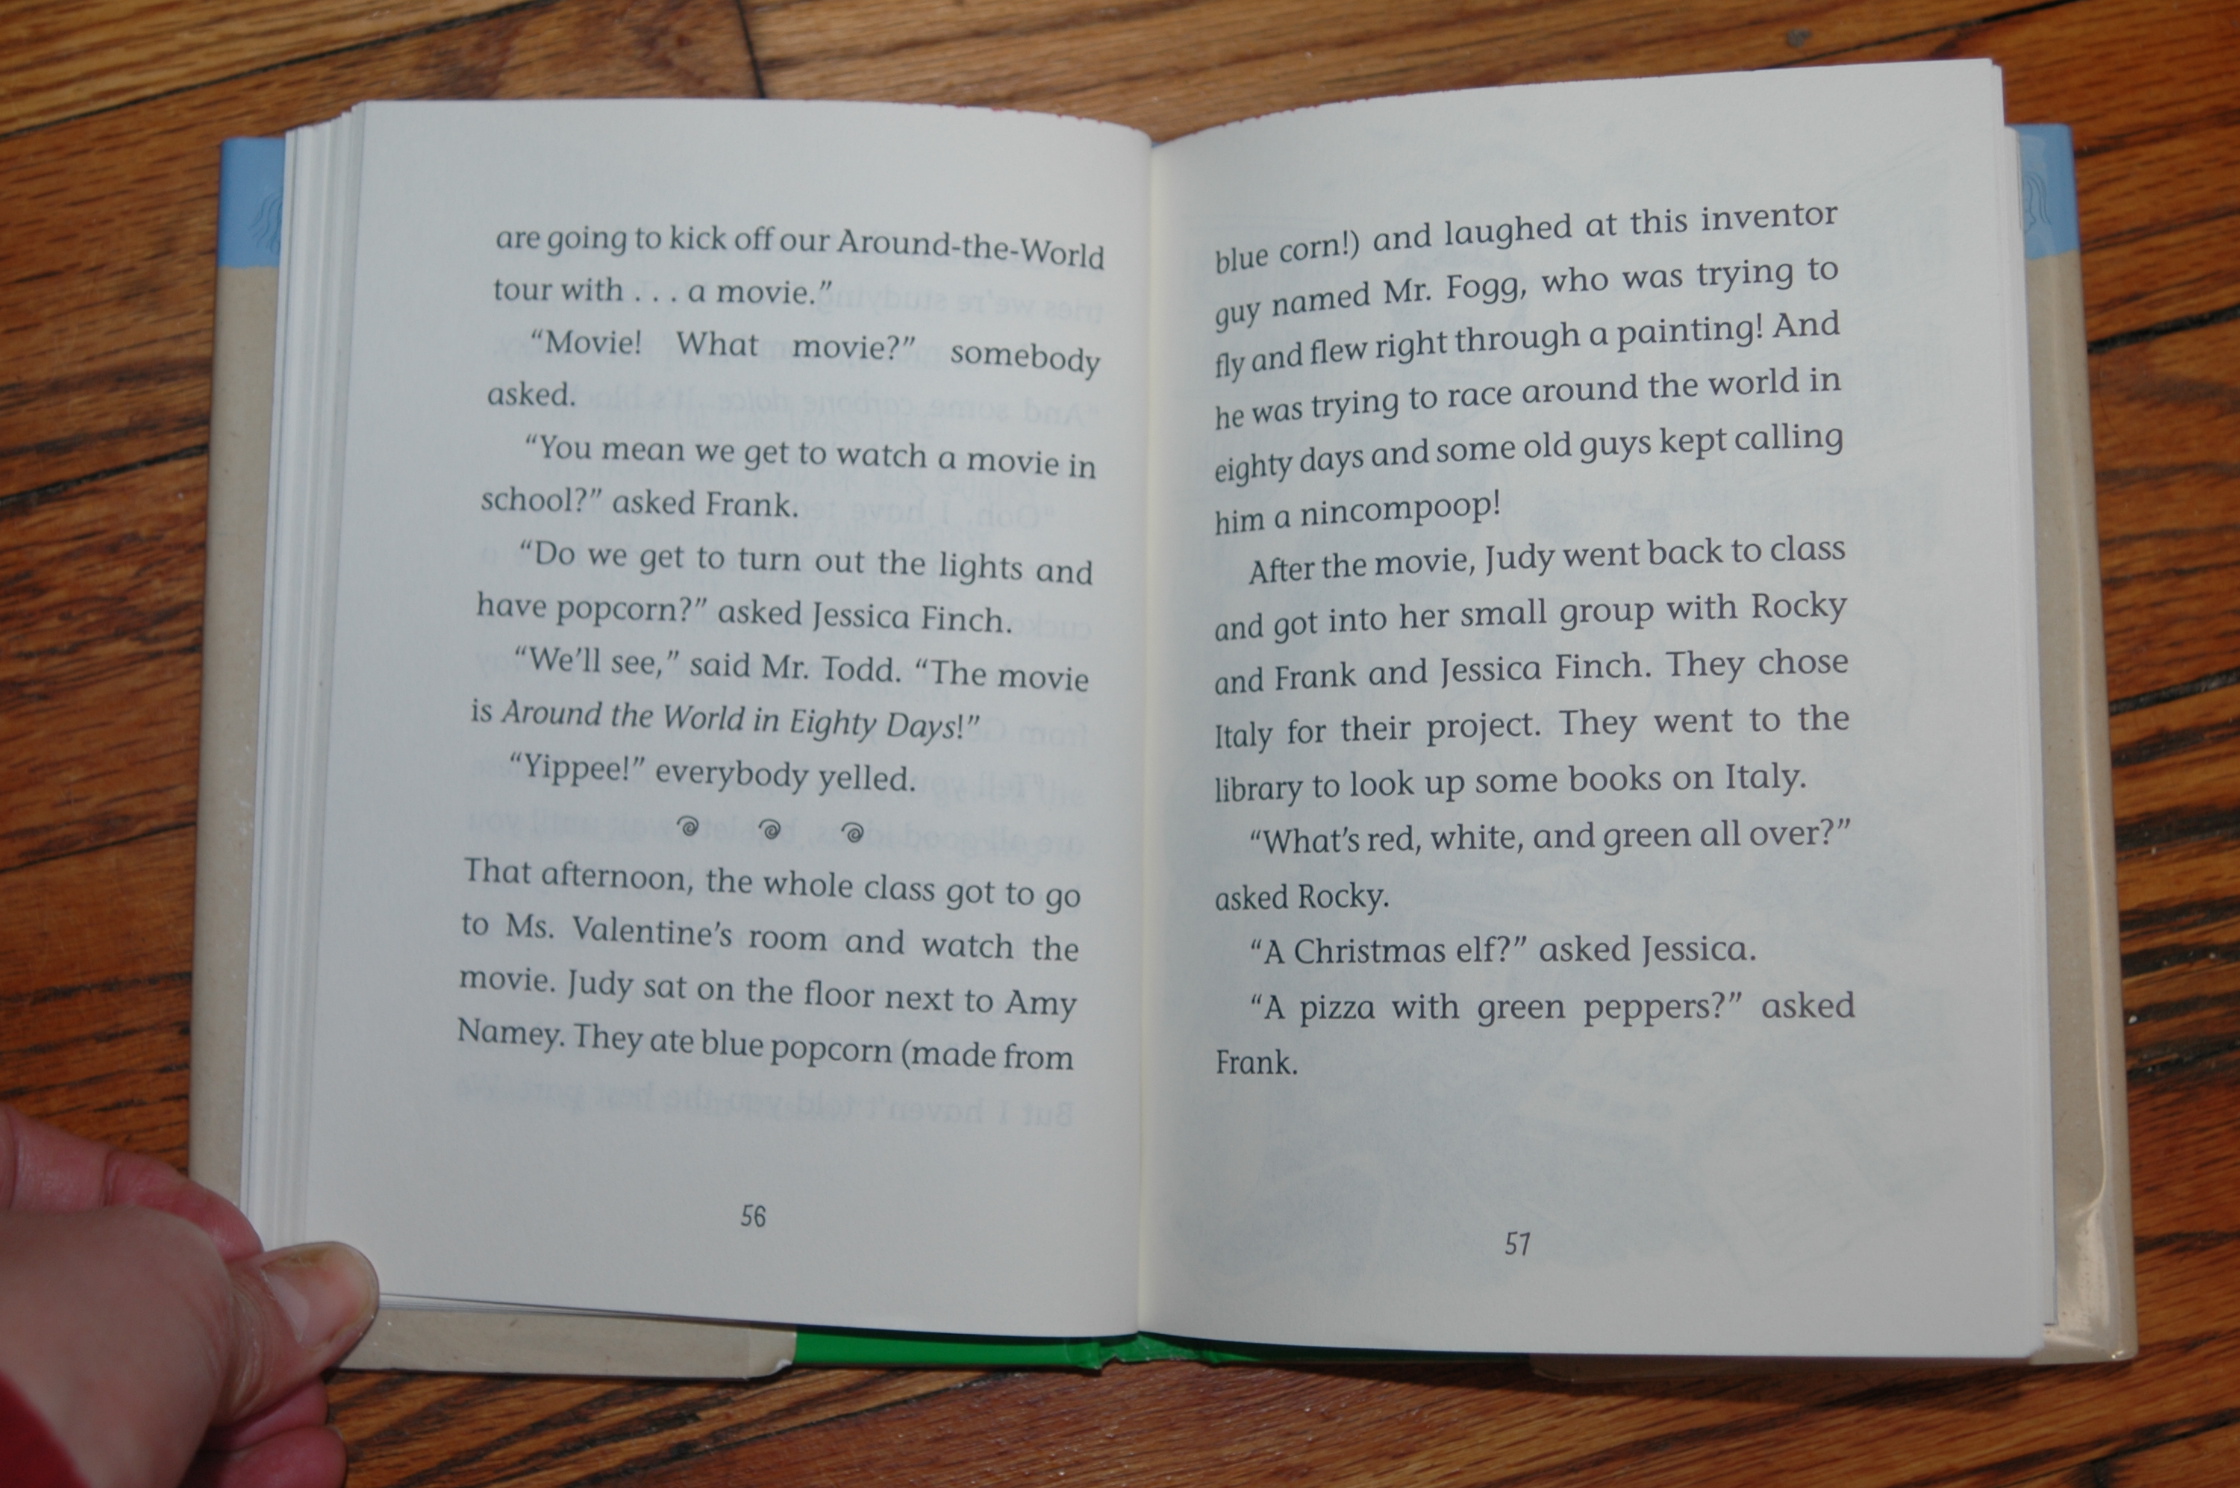 are going to kick off our Around-the-World
tour with . . . a movie.”
“Movie! What movie?” somebody
asked.
“You mean we get to watch a movie in
school?” asked Frank.
“Do we get to turn out the lights and
have popcorn?” asked Jessica Finch.
“We’ll see,” said Mr. Todd. “The movie
is Around the World in Eighty Days!”
“Yippee!” everybody yelled.
That afternoon, the whole class got to go
to Ms. Valentine’s room and watch the
movie. Judy sat on the floor next to Amy
Namey. They ate blue popcorn (made from
56
blue corn!) and laughed at this inventor
guy named Mr. Fogg, who was trying to
fly and flew right through a painting! And
he was trying to race around the world in
eighty days and some old guys kept calling
him a nincompoop!
After the movie, Judy went back to class
and got into her small group with Rocky
and Frank and Jessica Finch. They chose
Italy for their project. They went to the
library to look up some books on Italy.
“What’s red, white, and green all over?”
asked Rocky.
“A Christmas elf?” asked Jessica.
“A pizza with green peppers?” asked
Frank.
57